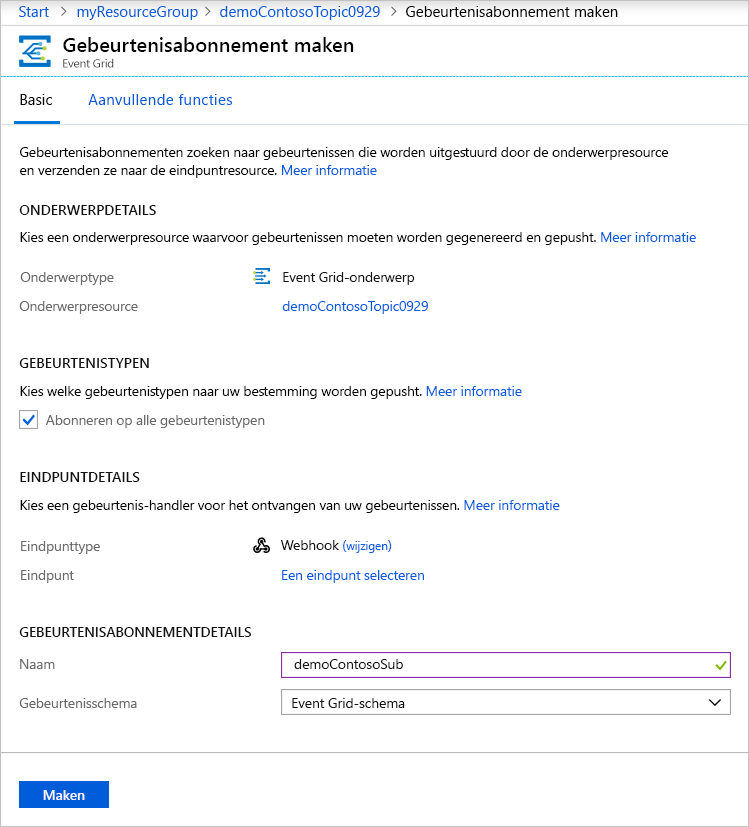 Start > myResourceGroup > demoContosoTopic0929 > Gebeurtenisabonnement maken
Gebeurtenisabonnement maken
Event Grid
Basic Aanvullende functies
Gebeurtenisabonnementen zoeken naar gebeurtenissen die worden uitgestuurd door de onderwerpresource
en verzenden ze naar de eindpuntresource. Meer informatie
ONDERWERPDETAILS
Kies een onderwerpresource waarvoor gebeurtenissen moeten worden gegenereerd en gepusht. Meer informatie
Onderwerptype Event Grid-onderwerp
Onderwerpresource demoContosoTopic0929
GEBEURTENISTYPEN
Kies welke gebeurtenistypen naar uw bestemming worden gepusht. Meer informatie
Abonneren op alle gebeurtenistypen
EINDPUNTDETAILS
Kies een gebeurtenis-handler voor het ontvangen van uw gebeurtenissen. Meer informatie
Eindpunttype Webhook (wijzigen)
Eindpunt Een eindpunt selecteren
GEBEURTENISABONNEMENTDETAILS
Naam demoContosoSub
Gebeurtenisschema Event Grid-schema
Maken